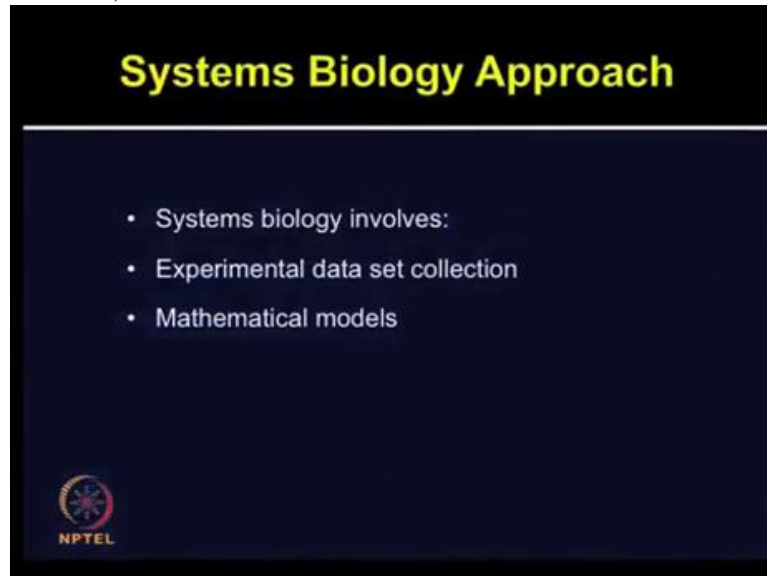 Systems Biology Approach
• Systems biology involves:
• Experimental data set collection
• Mathematical models
NPTEL